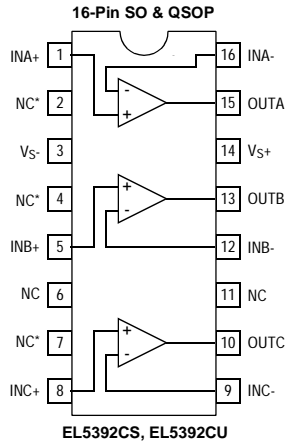 16-Pin SO & QSOP
INA+ 1 16 INA-
NC* 2 - + 15 OUTA
VS- 3 14 VS+
NC* 4 + 13 OUTB
INB+ 5 - 12 INB-
NC 6 11 NC
NC* 7 + - 10 OUTC
INC+ 8 9 INC-
EL5392CS, EL5392CU